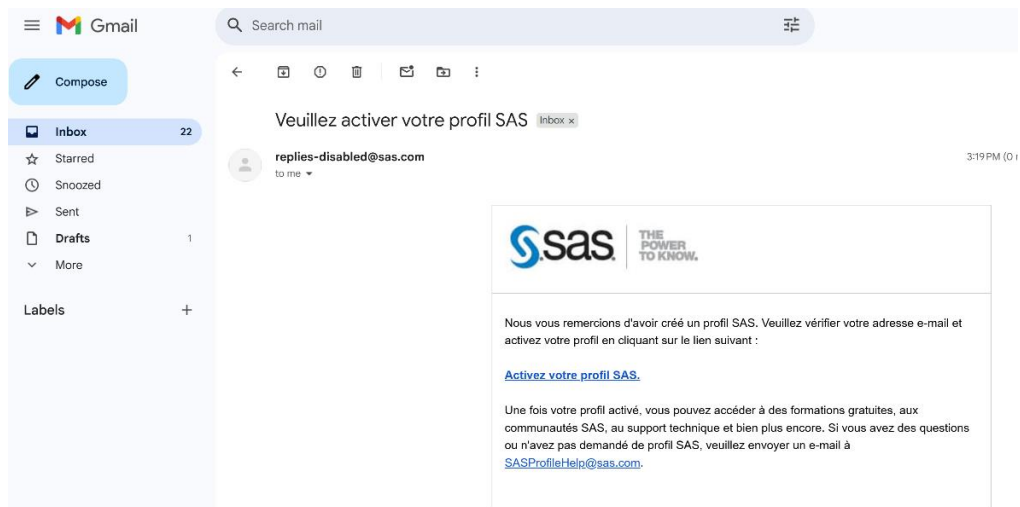 Gmail
Search mail
Compose
Inbox 22
Starred
Snoozed
Sent
Drafts 1
More
Labels
Veuillez activer votre profil SAS Inbox x
replies-disabled@sas.com
3:19 PM (0
to me
sas
THE
POWER
TO KNOW.
Nous vous remercions d'avoir créé un profil SAS. Veuillez vérifier votre adresse e-mail et
activez votre profil en cliquant sur le lien suivant :
Activez votre profil SAS.
Une fois votre profil activé, vous pouvez accéder à des formations gratuites, aux
communautés SAS, au support technique et bien plus encore. Si vous avez des questions
ou n'avez pas demandé de profil SAS, veuillez envoyer un e-mail à
SASProfileHelp@sas.com.